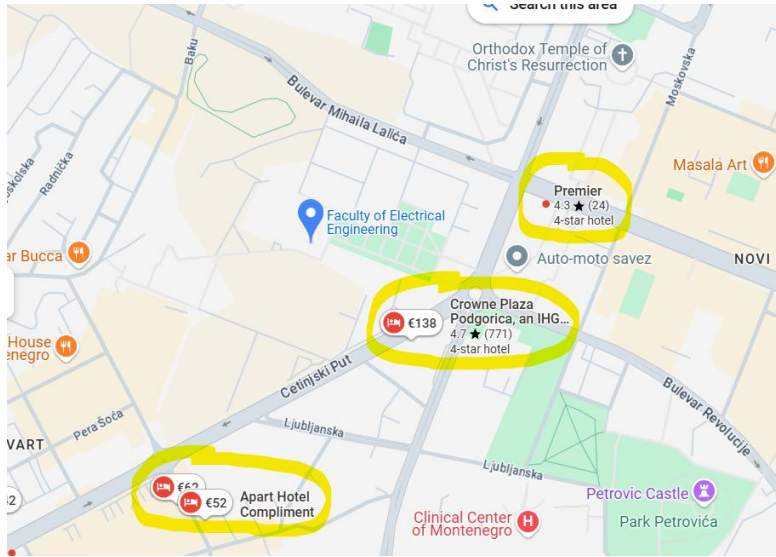 Search this area
Orthodox Temple of
Christ's Resurrection
Baku
Moskovska
Bulevar Mihaila Lalića
Radnička
Masala Art
Premier
4.3 ★ (24)
4-star hotel
Faculty of Electrical
Engineering
ar Bucca
Auto-moto savez
NOVI
Crowne Plaza
Podgorica, an IHG...
€138
4.7 ★ (771)
4-star hotel
House
enegro
Cetinjski Put
Bulevar Revolucije
Pera Šoća
Ljubljanska
VART
Ljubljanska
€62
€52
Apart Hotel
Compliment
Petrovic Castle
Clinical Center
of Montenegro
H
Park Petrovića